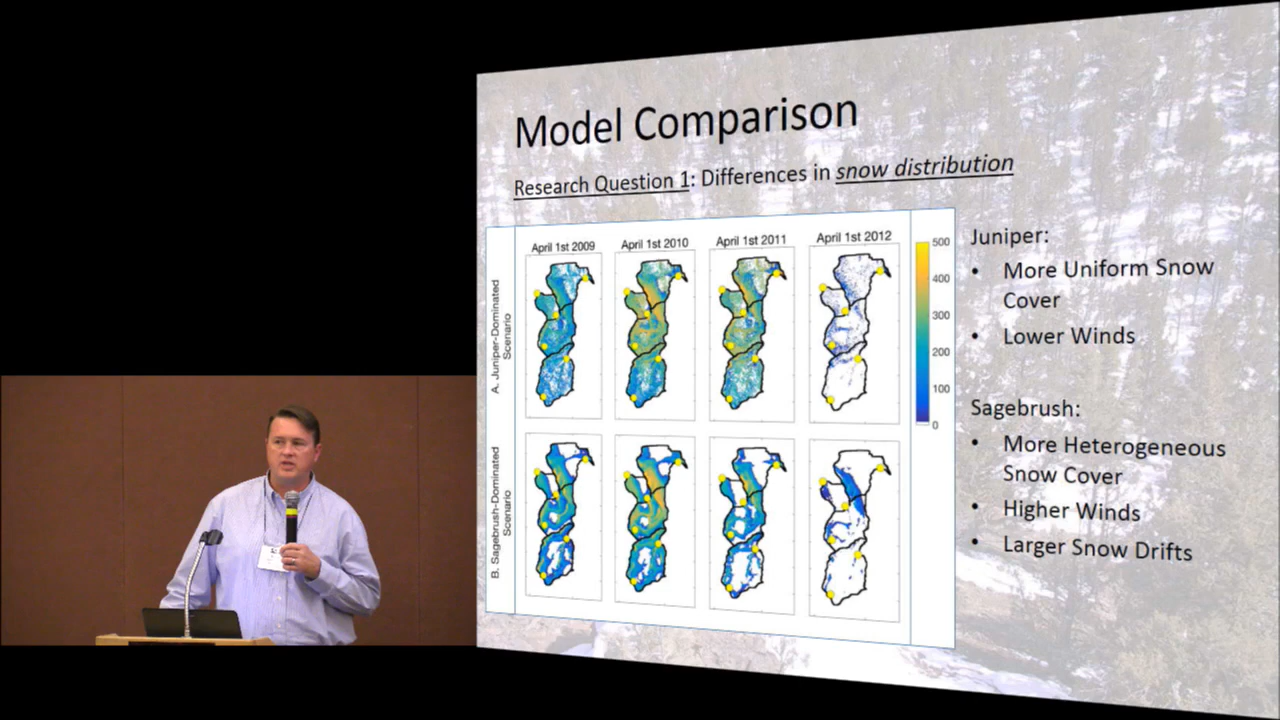 Model Comparison
Research Question 1: Differences in snow distribution
April 1st 2009
April 1st 2010
April 1st 2011
April 1st 2012
A. Juniper-Dominated
Scenario
B. Sagebrush-Dominated
Scenario
500
400
300
200
100
0
Juniper:
• More Uniform Snow
Cover
• Lower Winds
Sagebrush:
• More Heterogeneous
Snow Cover
• Higher Winds
• Larger Snow Drifts